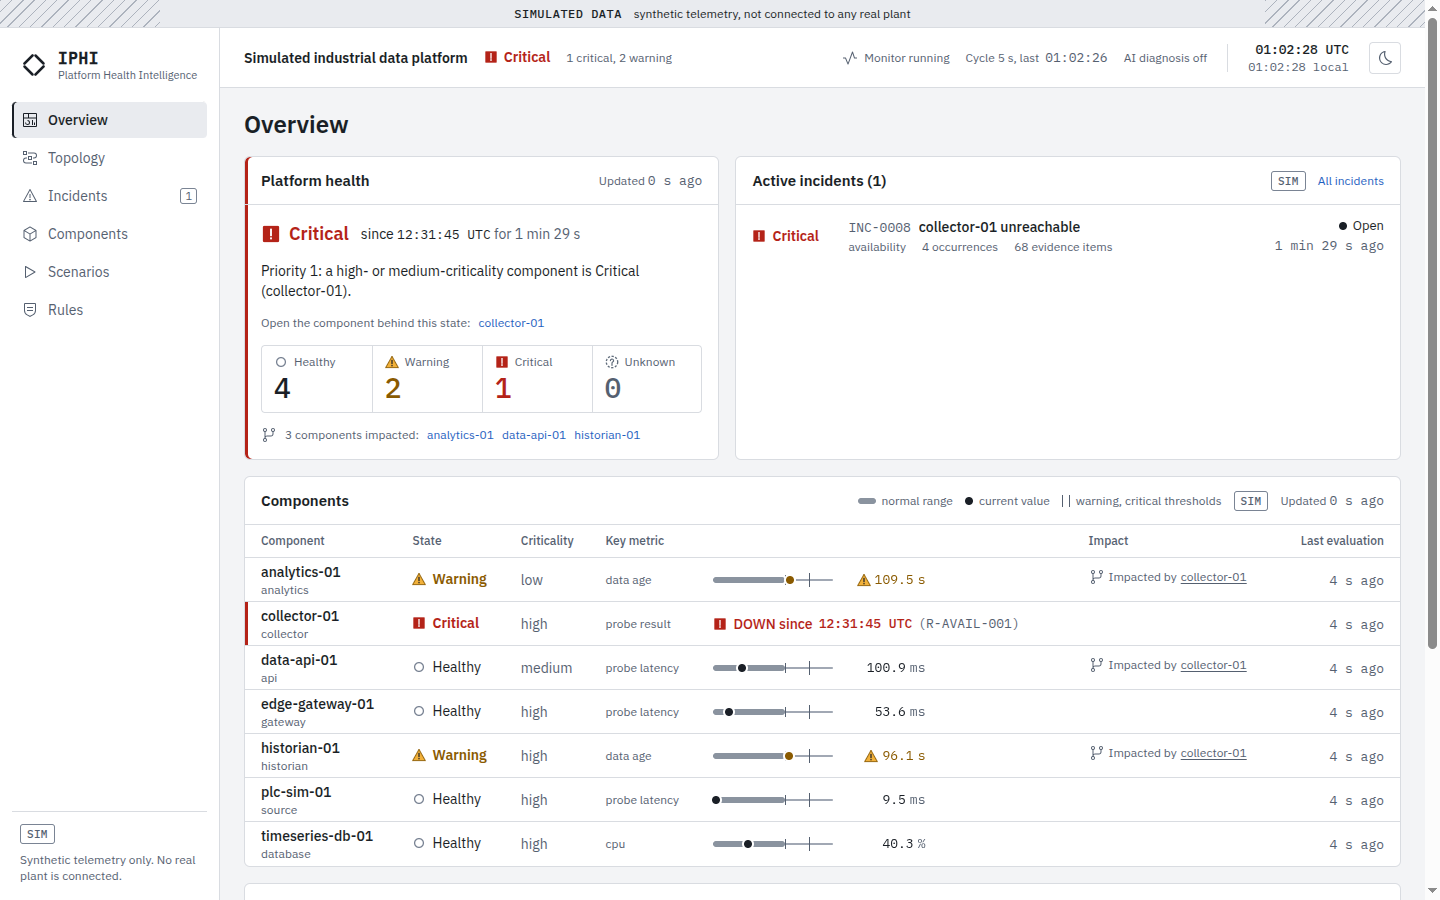 SIMULATED DATA synthetic telemetry, not connected to any real plant
IPHI
Platform Health Intelligence
Overview
Topology
Incidents 1
Components
Scenarios
Rules
SIM
Synthetic telemetry only. No real
plant is connected.
Simulated industrial data platform Critical 1 critical, 2 warning Monitor running Cycle 5 s, last 01:02:26 AI diagnosis off 01:02:28 UTC
01:02:28 local
Overview
Platform health Updated 0 s ago
Critical since 12:31:45 UTC for 1 min 29 s
Priority 1: a high- or medium-criticality component is Critical
(collector-01).
Open the component behind this state: collector-01
Healthy Warning Critical Unknown
4 2 1 0
3 components impacted: analytics-01 data-api-01 historian-01
Active incidents (1) SIM All incidents
Critical INC-0008 collector-01 unreachable Open
availability 4 occurrences 68 evidence items 1 min 29 s ago
Components normal range current value warning, critical thresholds SIM Updated 0 s ago
Component State Criticality Key metric Impact Last evaluation
analytics-01 Warning low data age 109.5 s Impacted by collector-01 4 s ago
analytics
collector-01 Critical high probe result DOWN since 12:31:45 UTC (R-AVAIL-001) 4 s ago
collector
data-api-01 Healthy medium probe latency 100.9 ms Impacted by collector-01 4 s ago
api
edge-gateway-01 Healthy high probe latency 53.6 ms 4 s ago
gateway
historian-01 Warning high data age 96.1 s Impacted by collector-01 4 s ago
historian
plc-sim-01 Healthy high probe latency 9.5 ms 4 s ago
source
timeseries-db-01 Healthy high cpu 40.3 % 4 s ago
database